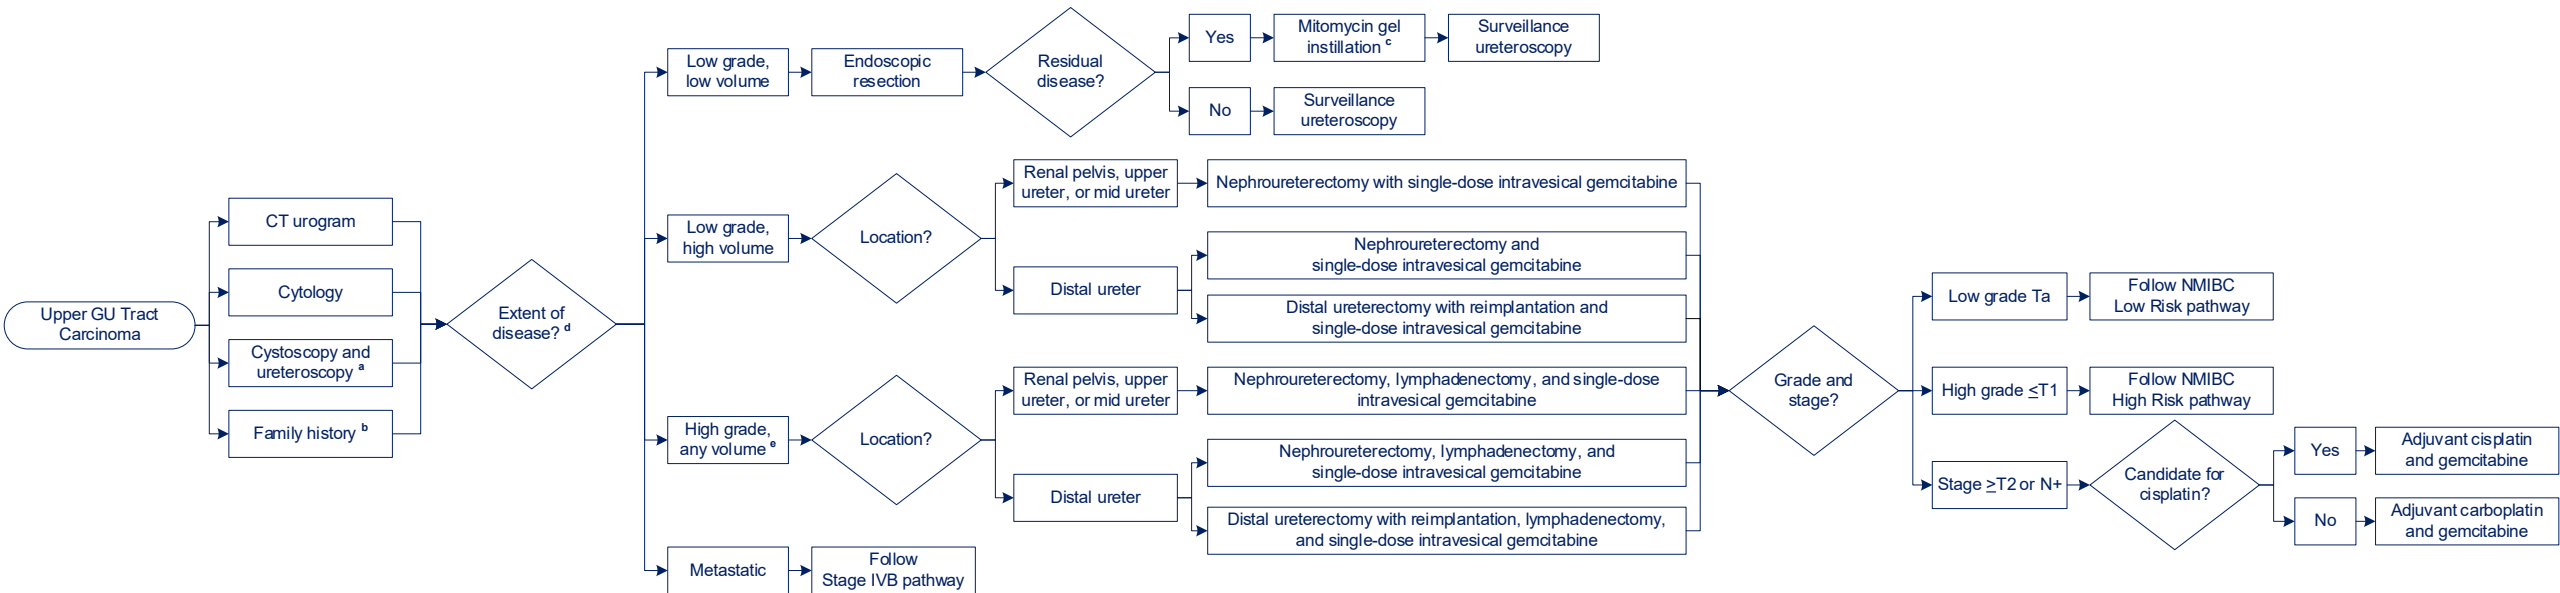 Upper GU Tract
Carcinoma
CT urogram
Cytology
Cystoscopy and
ureteroscopy a
Family history b
Extent of
disease? d
Low grade,
low volume
Endoscopic
resection
Residual
disease?
Yes
Mitomycin gel
instillation c
Surveillance
ureteroscopy
No
Surveillance
ureteroscopy
Low grade,
high volume
Location?
Renal pelvis, upper
ureter, or mid ureter
Nephroureterectomy with single-dose intravesical gemcitabine
Distal ureter
Nephroureterectomy and
single-dose intravesical gemcitabine
Distal ureterectomy with reimplantation and
single-dose intravesical gemcitabine
High grade,
any volume e
Location?
Renal pelvis, upper
ureter, or mid ureter
Nephroureterectomy, lymphadenectomy, and single-dose
intravesical gemcitabine
Distal ureter
Nephroureterectomy, lymphadenectomy, and
single-dose intravesical gemcitabine
Distal ureterectomy with reimplantation, lymphadenectomy,
and single-dose intravesical gemcitabine
Metastatic
Follow
Stage IVB pathway
Grade and
stage?
Low grade Ta
Follow NMIBC
Low Risk pathway
High grade ≤T1
Follow NMIBC
High Risk pathway
Stage ≥T2 or N+
Candidate for
cisplatin?
Yes
Adjuvant cisplatin
and gemcitabine
No
Adjuvant carboplatin
and gemcitabine